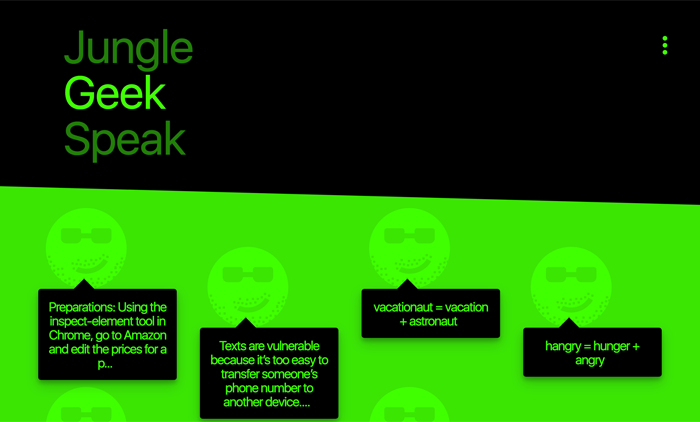 Jungle
Geek
Speak
Preparations: Using the
inspect-element tool in
Chrome, go to Amazon
and edit the prices for a
p...
Texts are vulnerable
because it's too easy to
transfer someone's
phone number to
another device....
vacationaut = vacation
+ astronaut
hangry = hunger +
angry